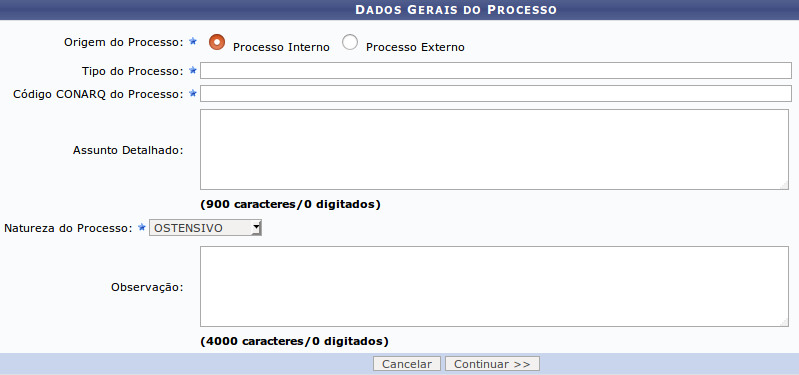 DADOS GERAIS DO PROCESSO
Origem do Processo: Processo Interno Processo Externo
Tipo do Processo:
Código CONARQ do Processo:
Assunto Detalhado:
(900 caracteres/0 digitados)
Natureza do Processo: OSTENSIVO
Observação:
(4000 caracteres/0 digitados)
Cancelar Continuar >>